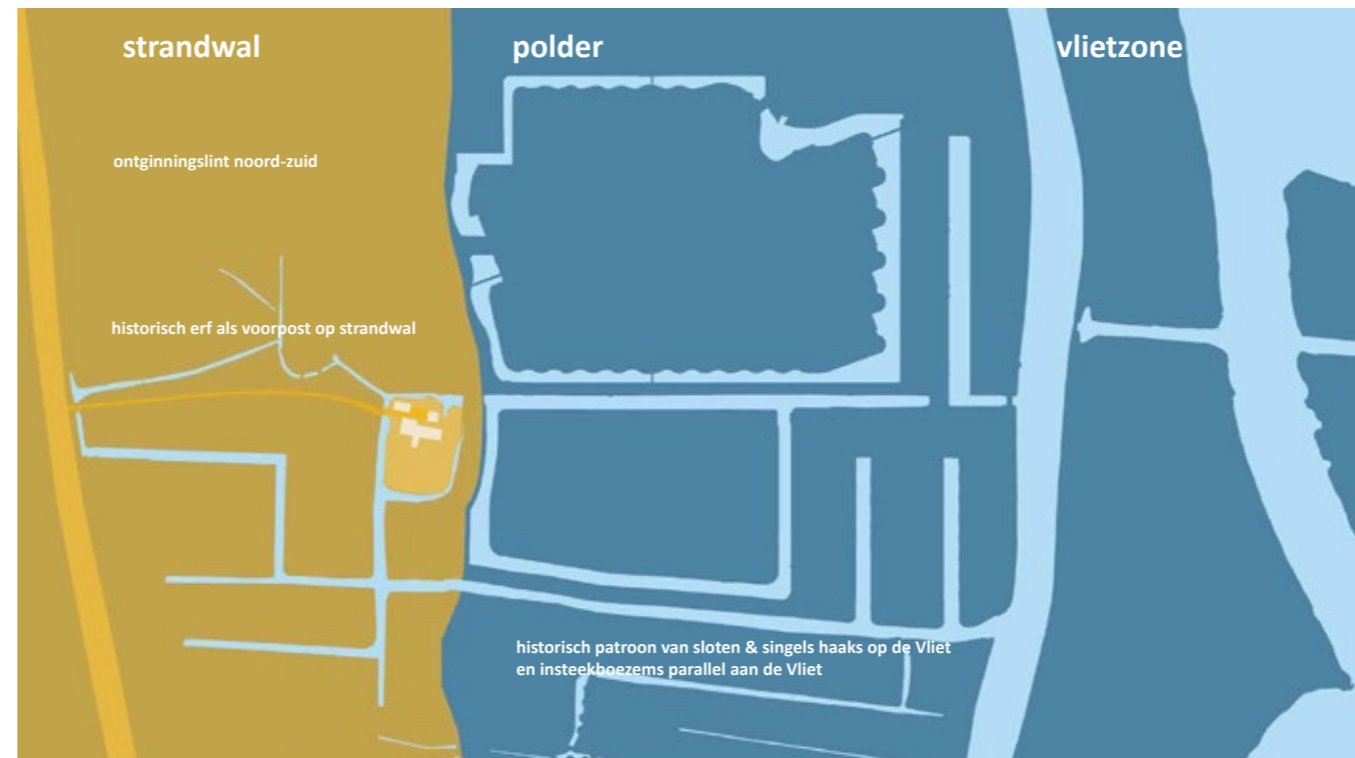 strandwal
polder
vlietzone
ontginningslint noord-zuid
historisch erf als voorpost op strandwal
historisch patroon van sloten & singels haaks op de Vliet
en insteekboezems parallel aan de Vliet